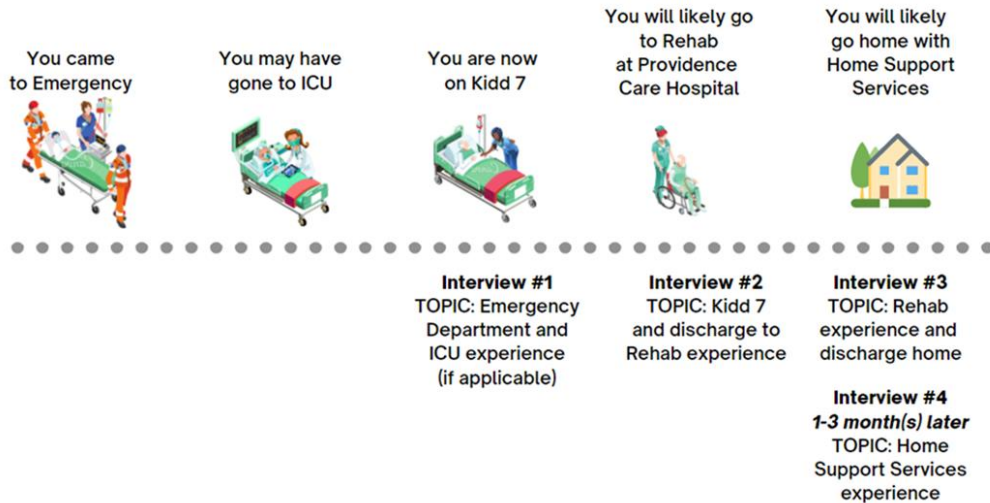 You came
to Emergency
You may have
gone to ICU
You are now
on Kidd 7
You will likely go
to Rehab
at Providence
Care Hospital
You will likely
go home with
Home Support
Services
Interview #1
TOPIC: Emergency
Department and
ICU experience
(if applicable)
Interview #2
TOPIC: Kidd 7
and discharge to
Rehab experience
Interview #3
TOPIC: Rehab
experience and
discharge home
Interview #4
1-3 month(s) later
TOPIC: Home
Support Services
experience